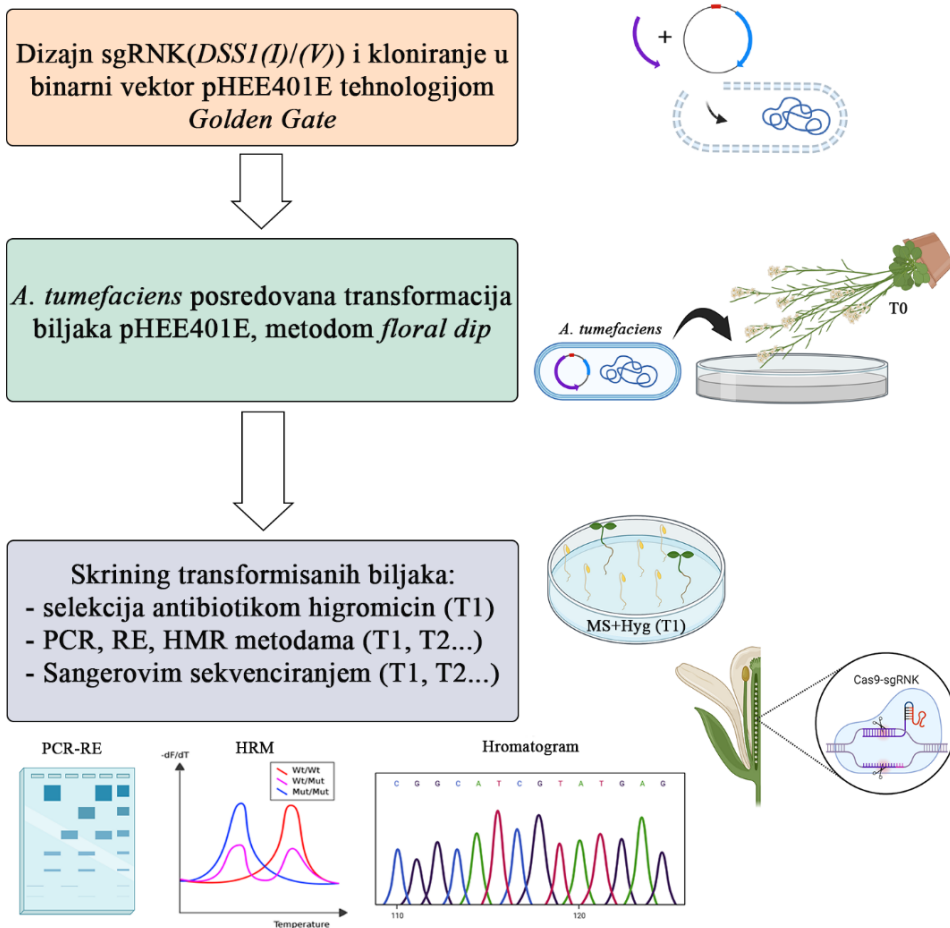 Dizajn sgRNK(DSS1(I)/(V)) i kloniranje u
binarni vektor pHEE401E tehnologijom
Golden Gate
+
A. tumefaciens posredovana transformacija
biljaka pHEE401E, metodom floral dip
A. tumefaciens
T0
Skrining transformisanih biljaka:
- selekcija antibiotikom higromicin (T1)
- PCR, RE, HMR metodama (T1, T2...)
- Sangerovim sekvenciranjem (T1, T2...)
MS+Hyg (T1)
Cas9-sgRNK
PCR-RE
HRM
-dF/dT
Wt/Wt
Wt/Mut
Mut/Mut
Temperature
Hromatogram
C G G C A T C G T A T G A G
110
120